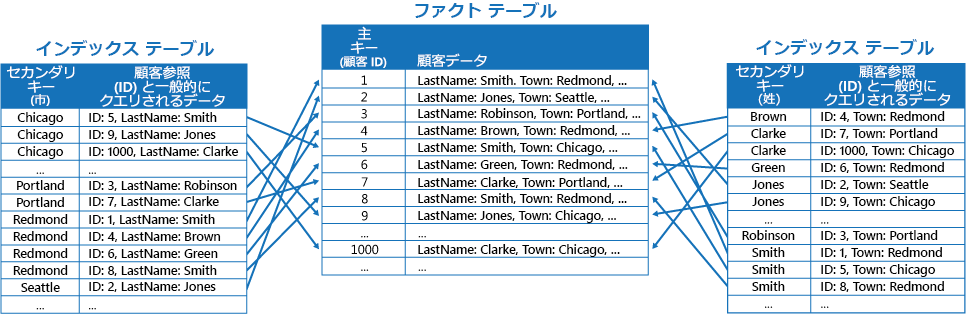 ファクト テーブル
インデックス テーブル
セカンダリ
キー
(市)
顧客参照
(ID) と一般的に
クエリされるデータ
Chicago ID: 5, LastName: Smith
Chicago ID: 9, LastName: Jones
Chicago ID: 1000, LastName: Clarke
... ...
Portland ID: 3, LastName: Robinson
Portland ID: 7, LastName: Clarke
Redmond ID: 1, LastName: Smith
Redmond ID: 4, LastName: Brown
Redmond ID: 6, LastName: Green
Redmond ID: 8, LastName: Smith
Seattle ID: 2, LastName: Jones
... ...
主
キー
(顧客 ID)
顧客データ
1 LastName: Smith. Town: Redmond, ...
2 LastName: Jones, Town: Seattle, ...
3 LastName: Robinson, Town: Portland, ...
4 LastName: Brown, Town: Redmond, ...
5 LastName: Smith, Town: Chicago, ...
6 LastName: Green, Town: Redmond, ...
7 LastName: Clarke, Town: Portland, ...
8 LastName: Smith, Town: Redmond, ...
9 LastName: Jones, Town: Chicago, ...
... ...
1000 LastName: Clarke, Town: Chicago, ...
... ...
インデックス テーブル
セカンダリ
キー
(姓)
顧客参照
(ID) と一般的に
クエリされるデータ
Brown ID: 4, Town: Redmond
Clarke ID: 7, Town: Portland
Clarke ID: 1000, Town: Chicago
Green ID: 6, Town: Redmond
Jones ID: 2, Town: Seattle
Jones ID: 9, Town: Chicago
... ...
Robinson ID: 3, Town: Portland
Smith ID: 1, Town: Redmond
Smith ID: 5, Town: Chicago
Smith ID: 8, Town: Redmond
... ...